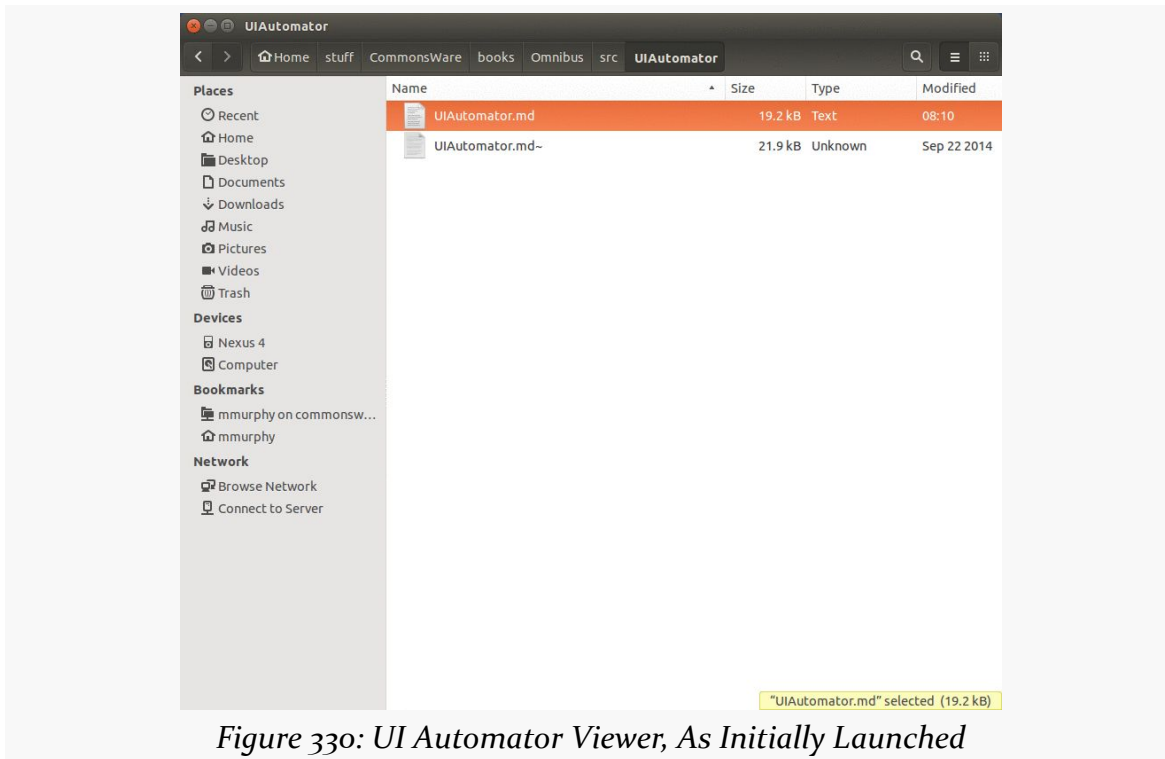 UIAutomator
Home stuff CommonsWare books Omnibus src UIAutomator
Places
Recent
Home
Desktop
Documents
Downloads
Music
Pictures
Videos
Trash
Devices
Nexus 4
Computer
Bookmarks
mmurphy on commonsw...
mmurphy
Network
Browse Network
Connect to Server
Name Size Type Modified
UIAutomator.md 19.2 kB Text 08:10
UIAutomator.md~ 21.9 kB Unknown Sep 22 2014
"UIAutomator.md" selected (19.2 kB)
Figure 330: UI Automator Viewer, As Initially Launched